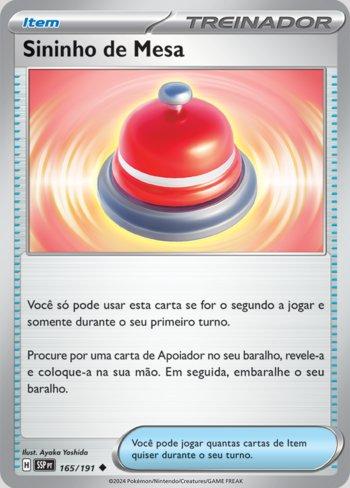 Item
TREINADOR
Sininho de Mesa
Você só pode usar esta carta se for o segundo a jogar e
somente durante o seu primeiro turno.
Procure por uma carta de Apoiador no seu baralho, revele-a
e coloque-a na sua mão. Em seguida, embaralhe o seu
baralho.
Ilust. Ayaka Yoshida
H SSP PT 165/191 ◆
Você pode jogar quantas cartas de Item
quiser durante o seu turno.
©2024 Pokémon/Nintendo/Creatures/GAME FREAK